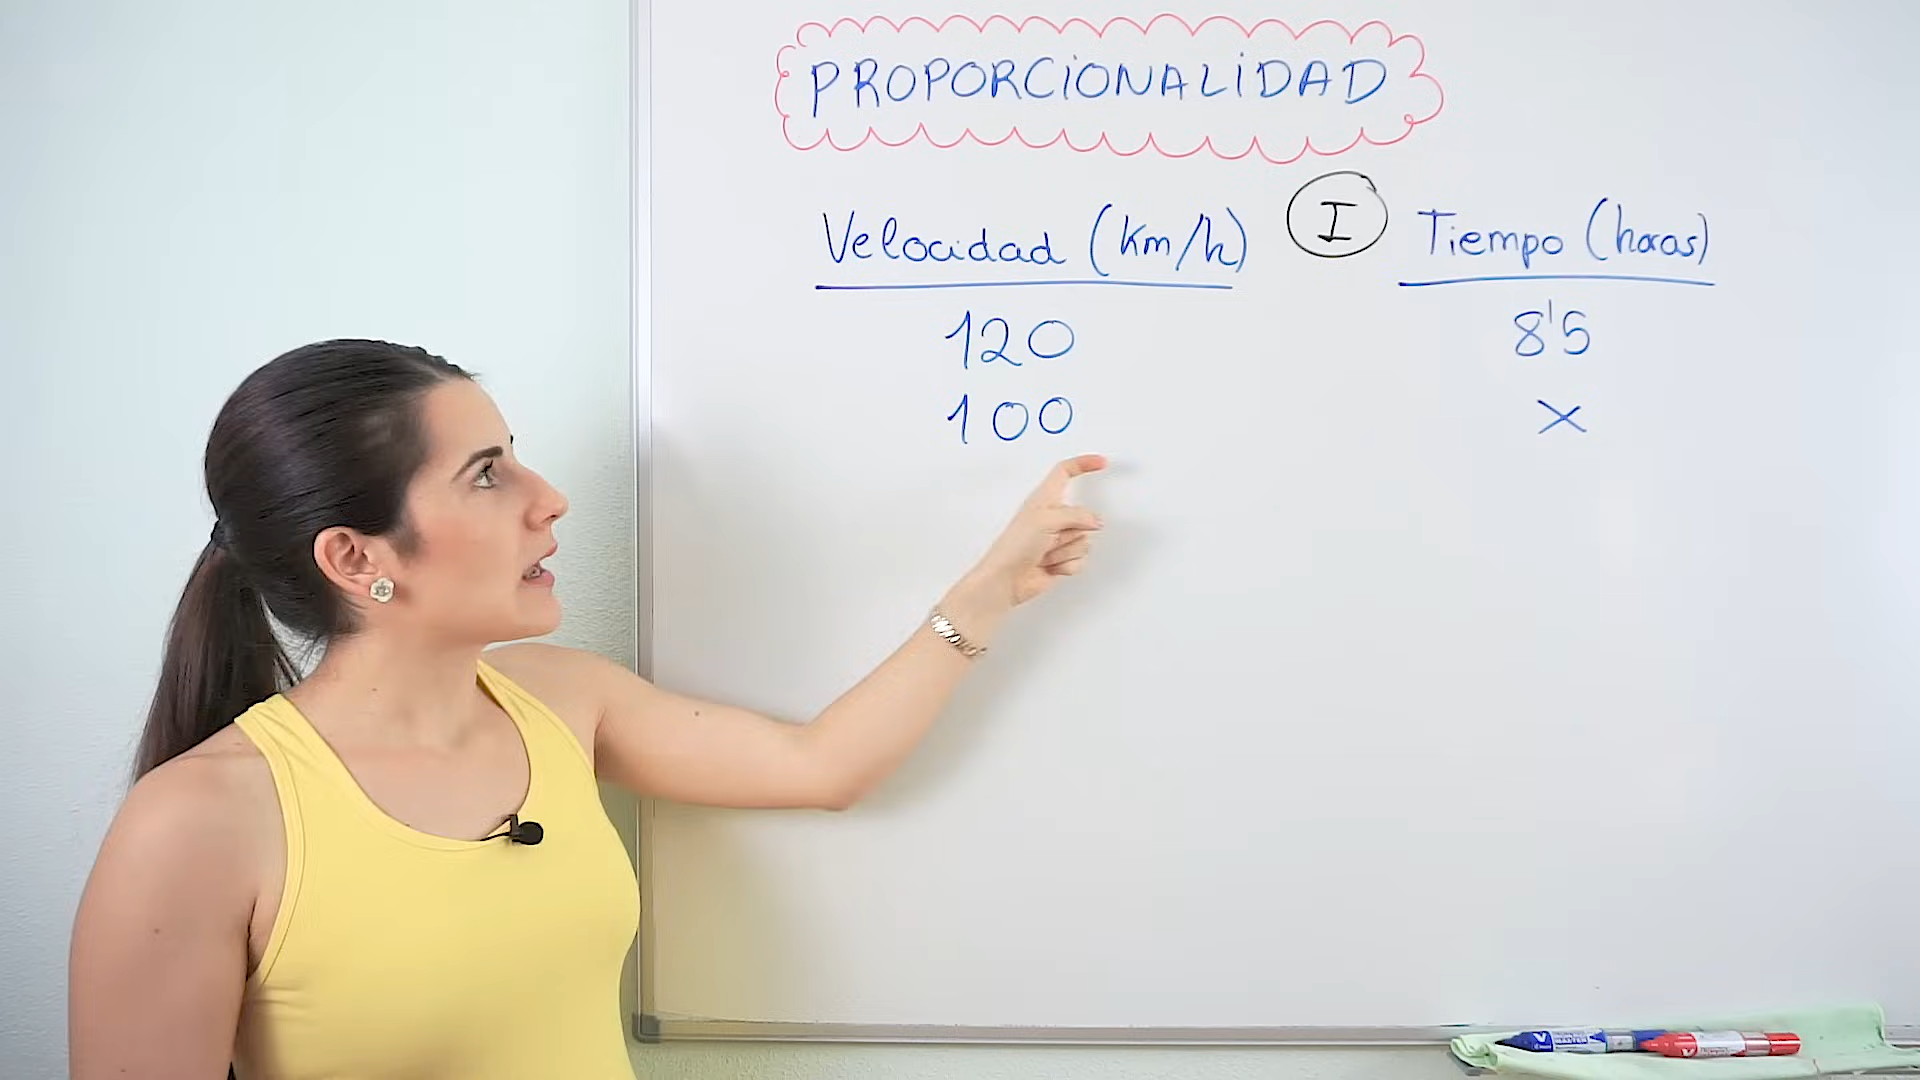 PROPORCIONALIDAD
Velocidad (km/h) I Tiempo (horas)
120 8'5
100 x